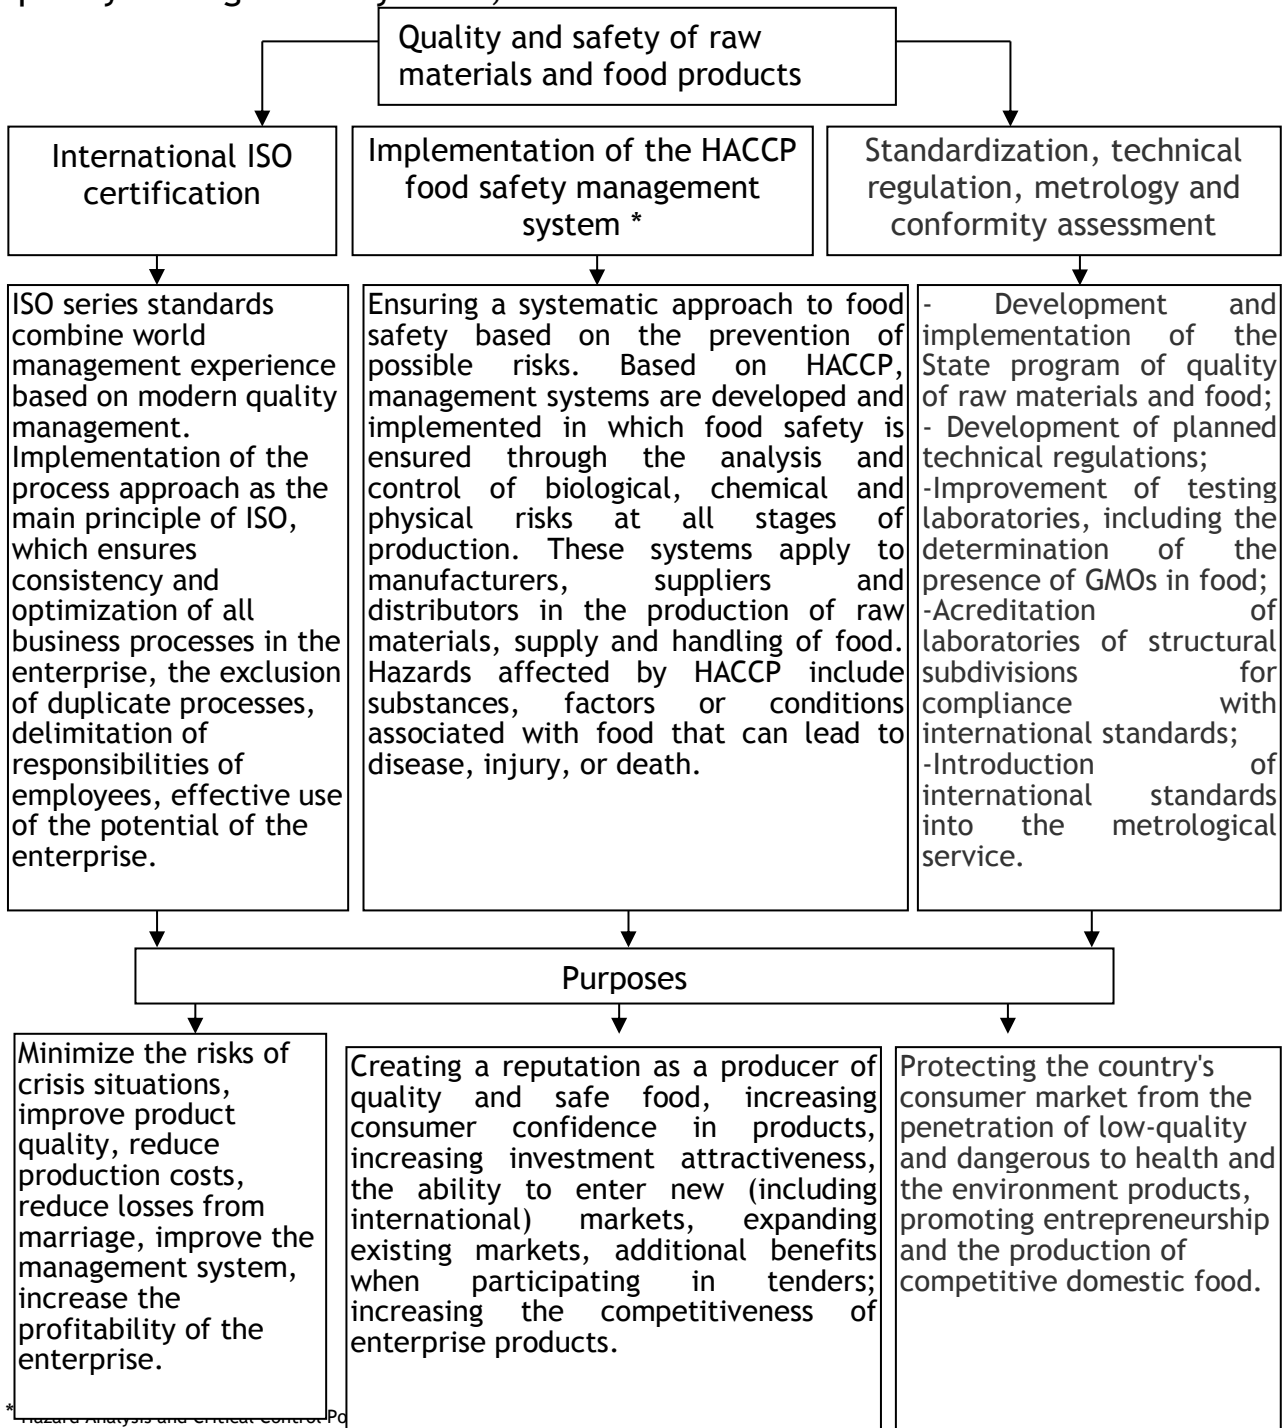 Quality and safety of raw
materials and food products
International ISO
certification
Implementation of the HACCP
food safety management
system *
Standardization, technical
regulation, metrology and
conformity assessment
ISO series standards
combine world
management experience
based on modern quality
management.
Implementation of the
process approach as the
main principle of ISO,
which ensures
consistency and
optimization of all
business processes in the
enterprise, the exclusion
of duplicate processes,
delimitation of
responsibilities of
employees, effective use
of the potential of the
enterprise.
Ensuring a systematic approach to food
safety based on the prevention of
possible risks. Based on HACCP,
management systems are developed and
implemented in which food safety is
ensured through the analysis and
control of biological, chemical and
physical risks at all stages of
production. These systems apply to
manufacturers, suppliers and
distributors in the production of raw
materials, supply and handling of food.
Hazards affected by HACCP include
substances, factors or conditions
associated with food that can lead to
disease, injury, or death.
- Development and
implementation of the
State program of quality
of raw materials and food;
- Development of planned
technical regulations;
-Improvement of testing
laboratories, including the
determination of the
presence of GMOs in food;
-Acreditation of
laboratories of structural
subdivisions for
compliance with
international standards;
-Introduction of
international standards
into the metrological
service.
Purposes
Minimize the risks of
crisis situations,
improve product
quality, reduce
production costs,
reduce losses from
marriage, improve the
management system,
increase the
profitability of the
enterprise.
Creating a reputation as a producer of
quality and safe food, increasing
consumer confidence in products,
increasing investment attractiveness,
the ability to enter new (including
international) markets, expanding
existing markets, additional benefits
when participating in tenders;
increasing the competitiveness of
enterprise products.
Protecting the country's
consumer market from the
penetration of low-quality
and dangerous to health and
the environment products,
promoting entrepreneurship
and the production of
competitive domestic food.
* Hazard Analysis and Critical Control Po